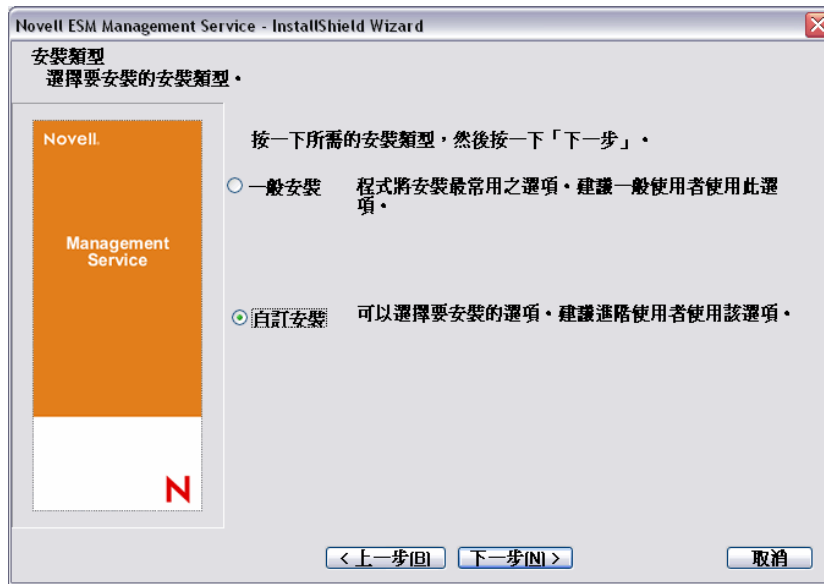 Novell ESM Management Service - InstallShield Wizard
安裝類型
選擇要安裝的安裝類型。
Novell.
Management
Service
N
按一下所需的安裝類型，然後按一下「下一步」。
一般安裝
程式將安裝最常用之選項。建議一般使用者使用此選
項。
自訂安裝
可以選擇要安裝的選項。建議進階使用者使用該選項。
< 上一步(B)
下一步(N) >
取消